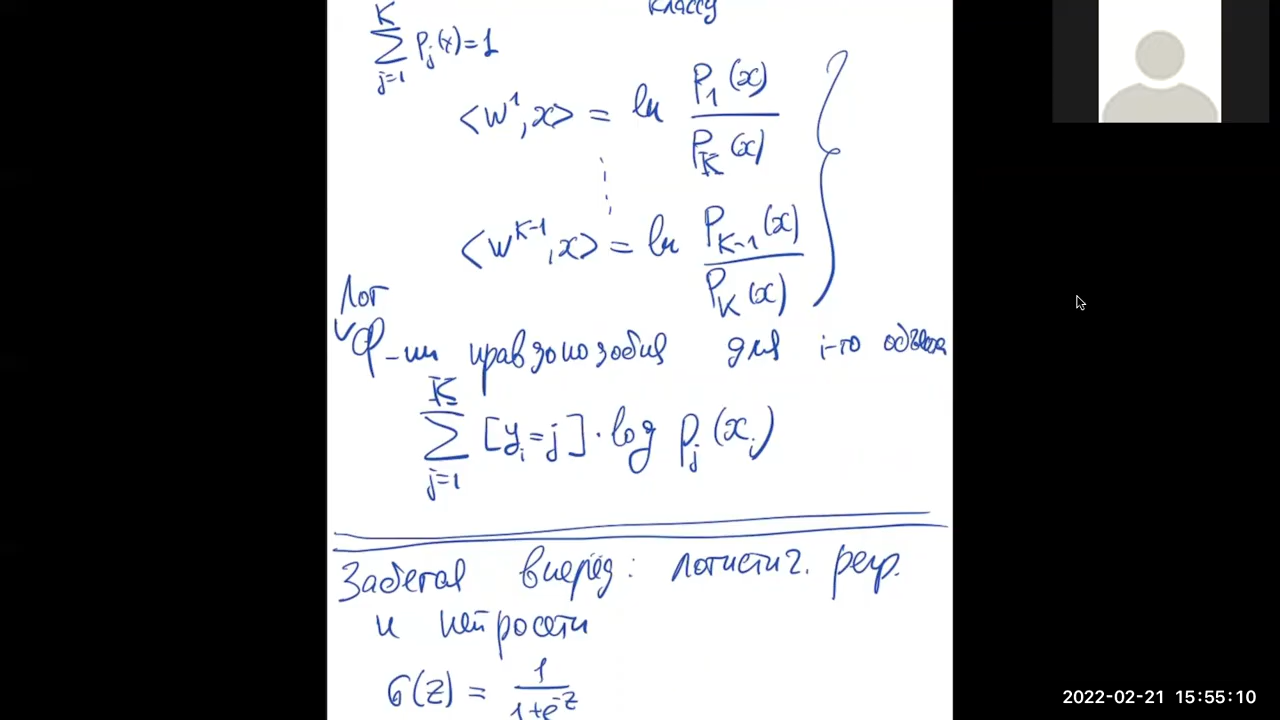 классу
K
∑ p_j(x)=1
j=1
<w^1,x> = ln P_1(x)/P_K(x)
<w^{K-1},x> = ln P_{K-1}(x)/P_K(x)
Лог
Ф-ии правдоподобия для i-го объекта
K
∑ [y_i=j]·log p_j(x_i)
j=1
Забегая вперёд: логистич. регр.
и нейросети
σ(z) = 1/(1+e^{-z})
2022-02-21 15:55:10